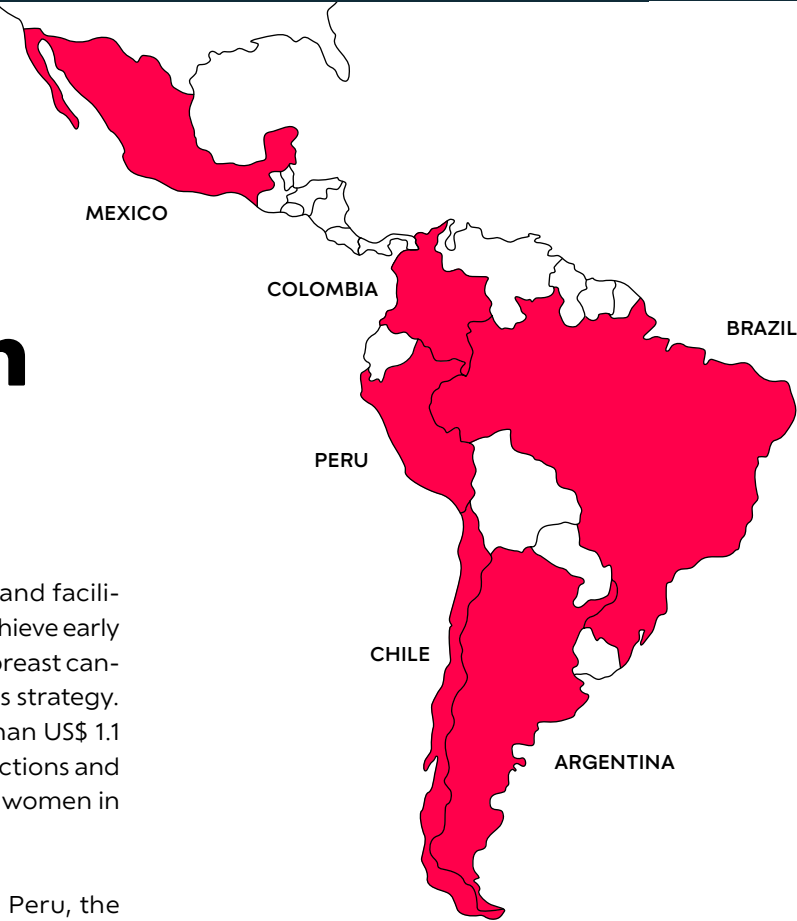 MEXICO
COLOMBIA
BRAZIL
n
PERU
and facili-
hieve early
CHILE
breast can-
s strategy.
han US$ 1.1
ARGENTINA
ctions and
women in
Peru, the